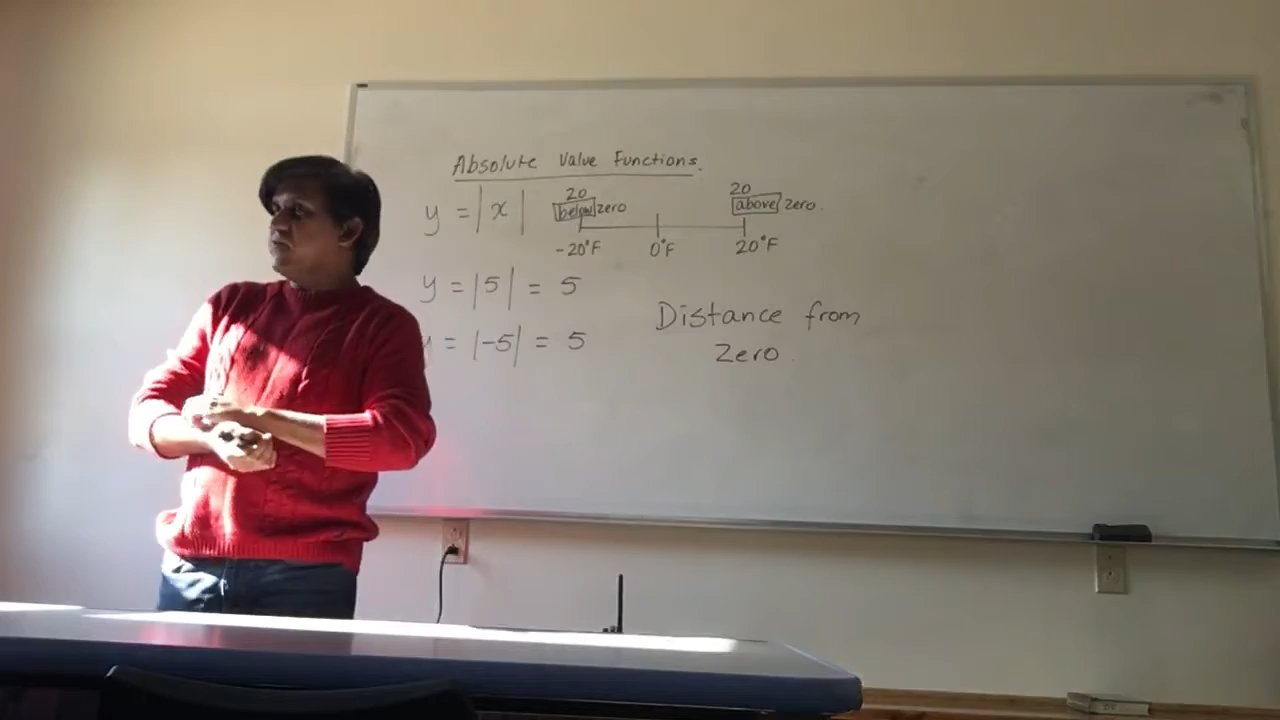 Absolute Value Functions.
y = |x|
20
below zero
20
above zero.
-20°F 0°F 20°F
y = |5| = 5
y = |-5| = 5
Distance from
Zero.